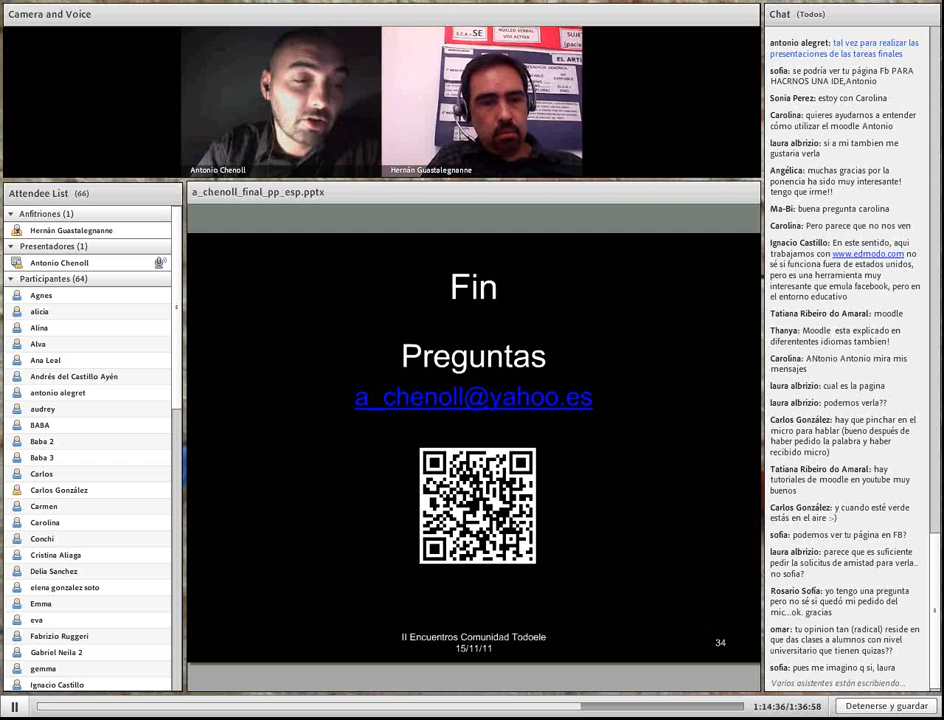 Camera and Voice
S.C.A.-SE
NÚCLEO VERBAL
VOS ACTIVA
SUJE
(pacie
EL ARTÍ
Antonio Chenoll
Hernán Guastalegnanne
Attendee List (66)
Anfitriones (1)
Hernán Guastalegnanne
Presentadores (1)
Antonio Chenoll
Participantes (64)
Agnes
alicia
Alina
Alva
Ana Leal
Andrés del Castillo Ayén
antonio alegret
audrey
BABA
Baba 2
Baba 3
Carlos
Carlos González
Carmen
Carolina
Conchi
Cristina Aliaga
Delia Sanchez
elena gonzalez soto
Emma
eva
Fabrizio Ruggeri
Gabriel Neila 2
gemma
Ignacio Castillo
a_chenoll_final_pp_esp.pptx
Fin
Preguntas
a_chenoll@yahoo.es
II Encuentros Comunidad Todoele
15/11/11
34
Chat (Todos)
antonio alegret: tal vez para realizar las
presentaciones de las tareas finales
sofia: se podría ver tu página Fb PARA
HACRNOS UNA IDE,Antonio
Sonia Perez: estoy con Carolina
Carolina: quieres ayudarnos a entender
cómo utilizar el moodle Antonio
laura albrizio: si a mi tambien me
gustaria verla
Angélica: muchas gracias por la
ponencia ha sido muy interesante!
tengo que irme!!
Ma-Bi: buena pregunta carolina
Carolina: Pero parece que no nos ven
Ignacio Castillo: En este sentido, aqui
trabajamos con www.edmodo.com no
sé si funciona fuera de estados unidos,
pero es una herramienta muy
interesante que emula facebook, pero en
el entorno educativo
Tatiana Ribeiro do Amaral: moodle
Thanya: Moodle esta explicado en
diferententes idiomas tambien!
Carolina: ANtonio Antonio mira mis
mensajes
laura albrizio: cual es la pagina
laura albrizio: podemos verla??
Carlos González: hay que pinchar en el
micro para hablar (bueno después de
haber pedido la palabra y haber
recibido micro)
Tatiana Ribeiro do Amaral: hay
tutoriales de moodle en youtube muy
buenos
Carlos González: y cuando esté verde
estás en el aire :-)
sofia: podemos ver tu página en FB?
laura albrizio: parece que es suficiente
pedir la solicitus de amistad para verla..
no sofia?
Rosario Sofía: yo tengo una pregunta
pero no sé si quedó mi pedido del
mic...ok. gracias
omar: tu opinion tan (radical) reside en
que das clases a alumnos con nivel
universitario que tienen quizas??
sofia: pues me imagino q si, laura
Varios asistentes están escribiendo...
1:14:36/1:36:58
Detenerse y guardar